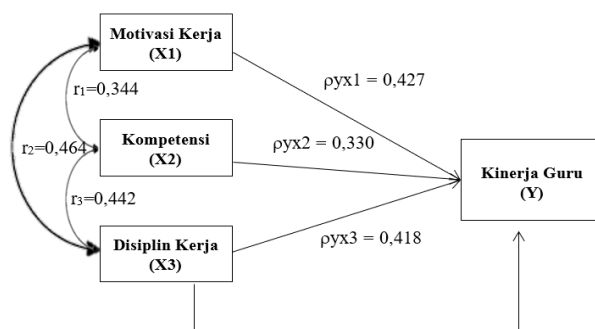 Motivasi Kerja
(X1)
ρyx1 = 0,427
r₁=0,344
Kompetensi
(X2)
ρyx2 = 0,330
r₂=0,464
Kinerja Guru
(Y)
r₃=0,442
Disiplin Kerja
(X3)
ρyx3 = 0,418